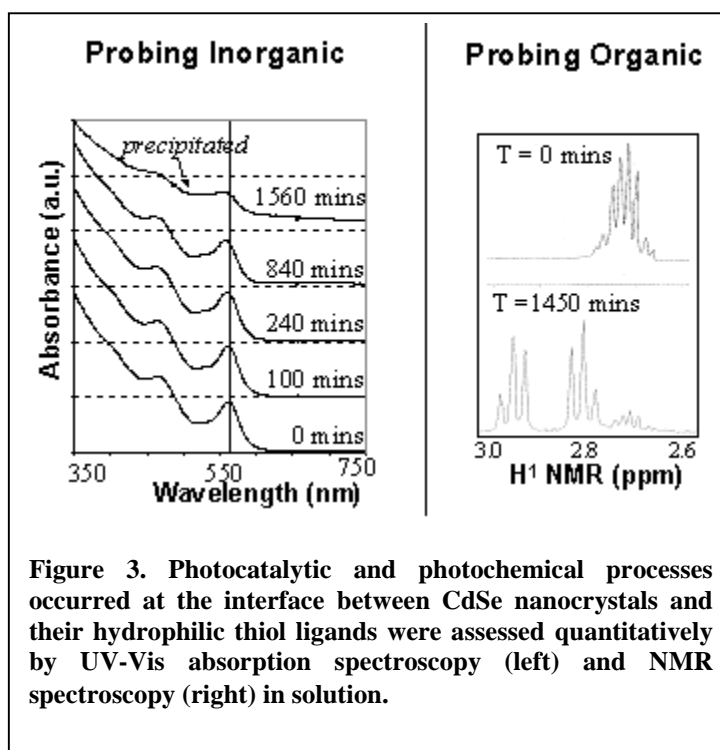 Probing Inorganic
Probing Organic
precipitated
1560 mins
840 mins
240 mins
100 mins
0 mins
Absorbance (a.u.)
350 550 750
Wavelength (nm)
T = 0 mins
T =1450 mins
3.0 2.8 2.6
H¹ NMR (ppm)
Figure 3. Photocatalytic and photochemical processes
occurred at the interface between CdSe nanocrystals and
their hydrophilic thiol ligands were assessed quantitatively
by UV-Vis absorption spectroscopy (left) and NMR
spectroscopy (right) in solution.